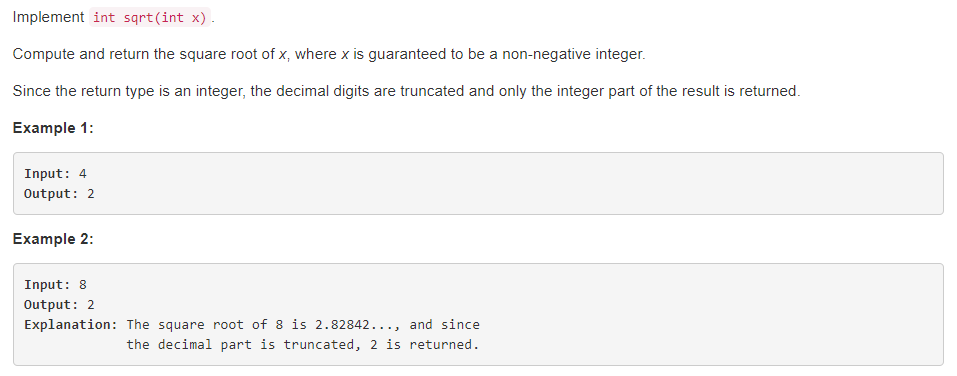 Implement int sqrt(int x).
Compute and return the square root of x, where x is guaranteed to be a non-negative integer.
Since the return type is an integer, the decimal digits are truncated and only the integer part of the result is returned.
Example 1:
Input: 4
Output: 2
Example 2:
Input: 8
Output: 2
Explanation: The square root of 8 is 2.82842..., and since
the decimal part is truncated, 2 is returned.